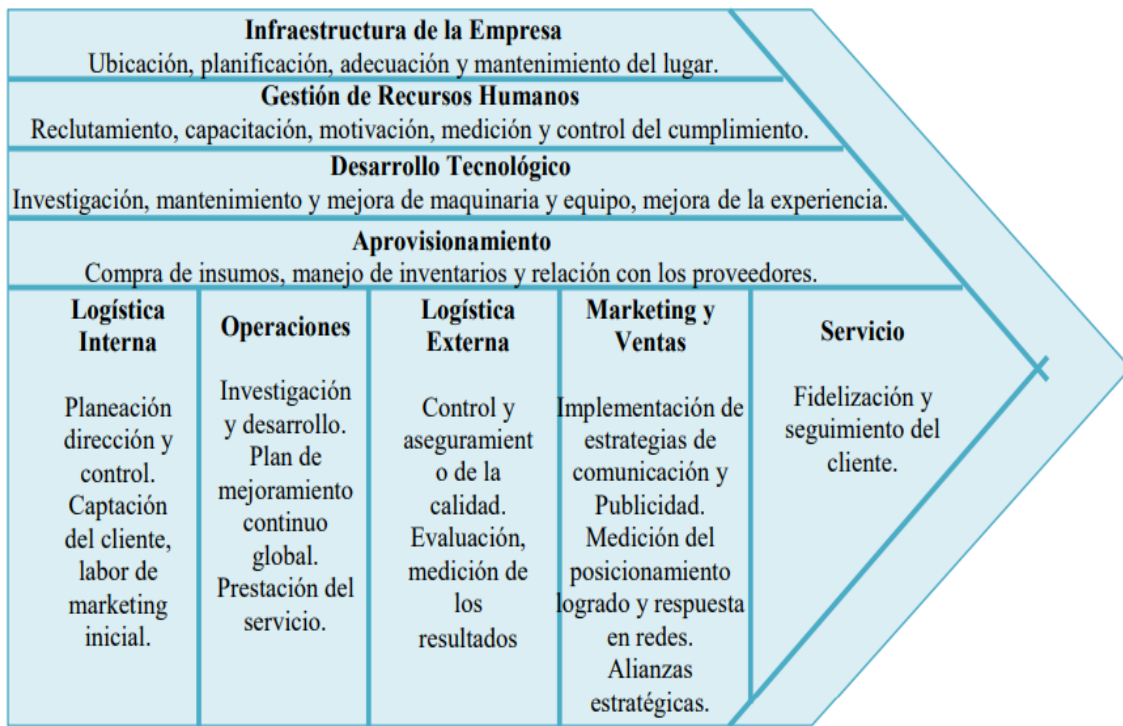 Infraestructura de la Empresa
Ubicación, planificación, adecuación y mantenimiento del lugar.
Gestión de Recursos Humanos
Reclutamiento, capacitación, motivación, medición y control del cumplimiento.
Desarrollo Tecnológico
Investigación, mantenimiento y mejora de maquinaria y equipo, mejora de la experiencia.
Aprovisionamiento
Compra de insumos, manejo de inventarios y relación con los proveedores.
Logística
Interna
Planeación
dirección y
control.
Captación
del cliente,
labor de
marketing
inicial.
Operaciones
Investigación
y desarrollo.
Plan de
mejoramiento
continuo
global.
Prestación del
servicio.
Logística
Externa
Control y
aseguramient
o de la
calidad.
Evaluación,
medición de
los
resultados
Marketing y
Ventas
Implementación de
estrategias de
comunicación y
Publicidad.
Medición del
posicionamiento
logrado y respuesta
en redes.
Alianzas
estratégicas.
Servicio
Fidelización y
seguimiento del
cliente.